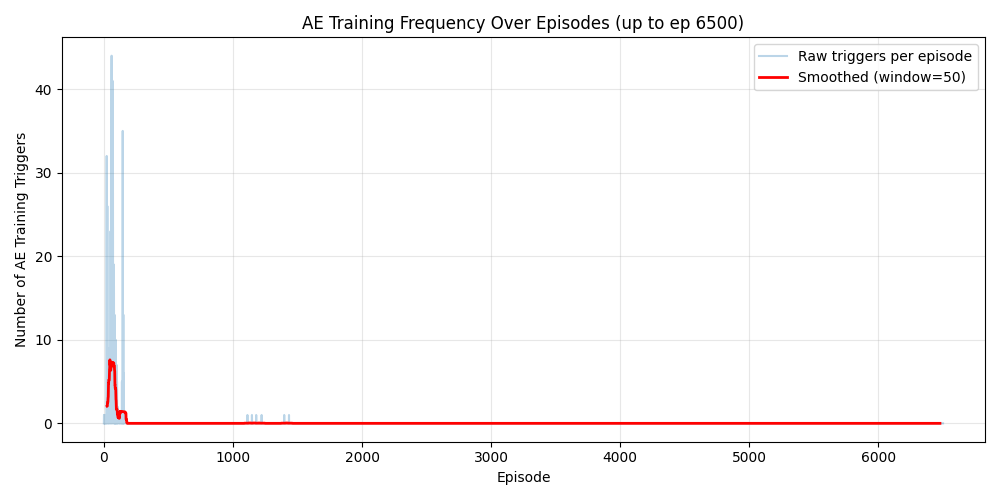 AE Training Frequency Over Episodes (up to ep 6500)
Raw triggers per episode
Smoothed (window=50)
Number of AE Training Triggers
40
30
20
10
0
0 1000 2000 3000 4000 5000 6000
Episode